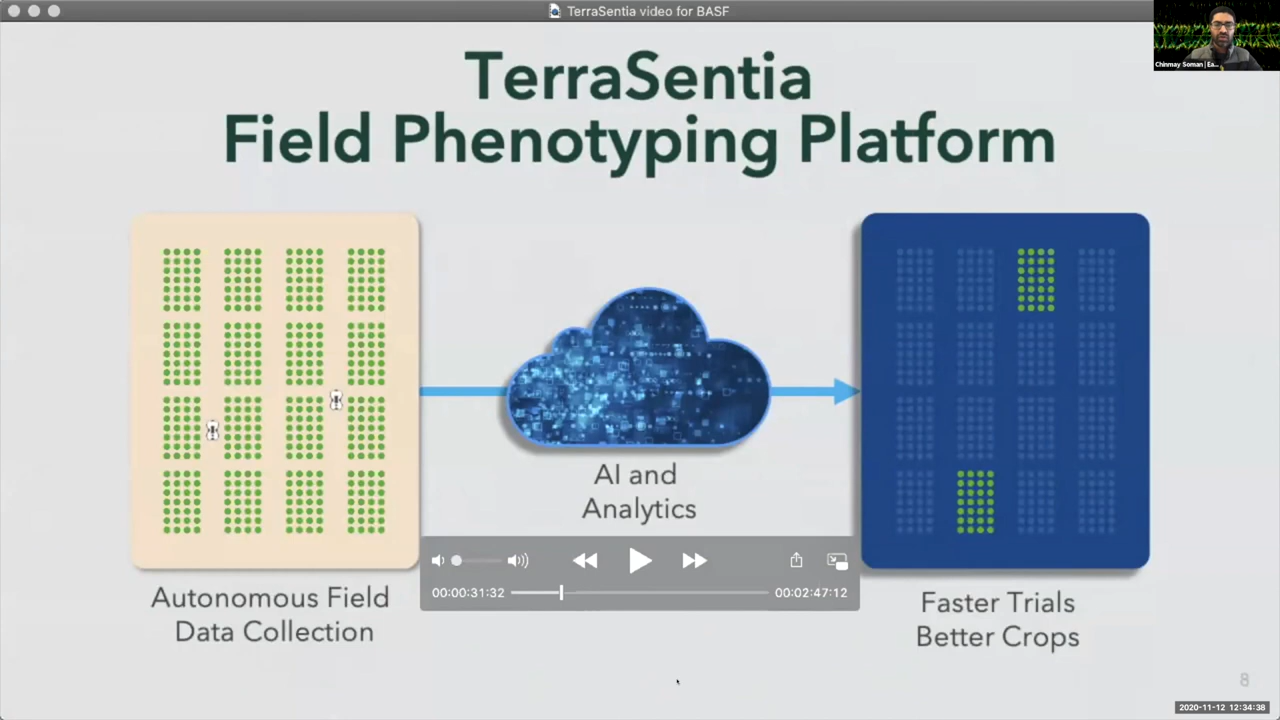 TerraSentia video for BASF
Chinmay Soman | Ea...
TerraSentia
Field Phenotyping Platform
AI and
Analytics
00:00:31:32
00:02:47:12
Autonomous Field
Data Collection
Faster Trials
Better Crops
8
2020-11-12 12:34:38